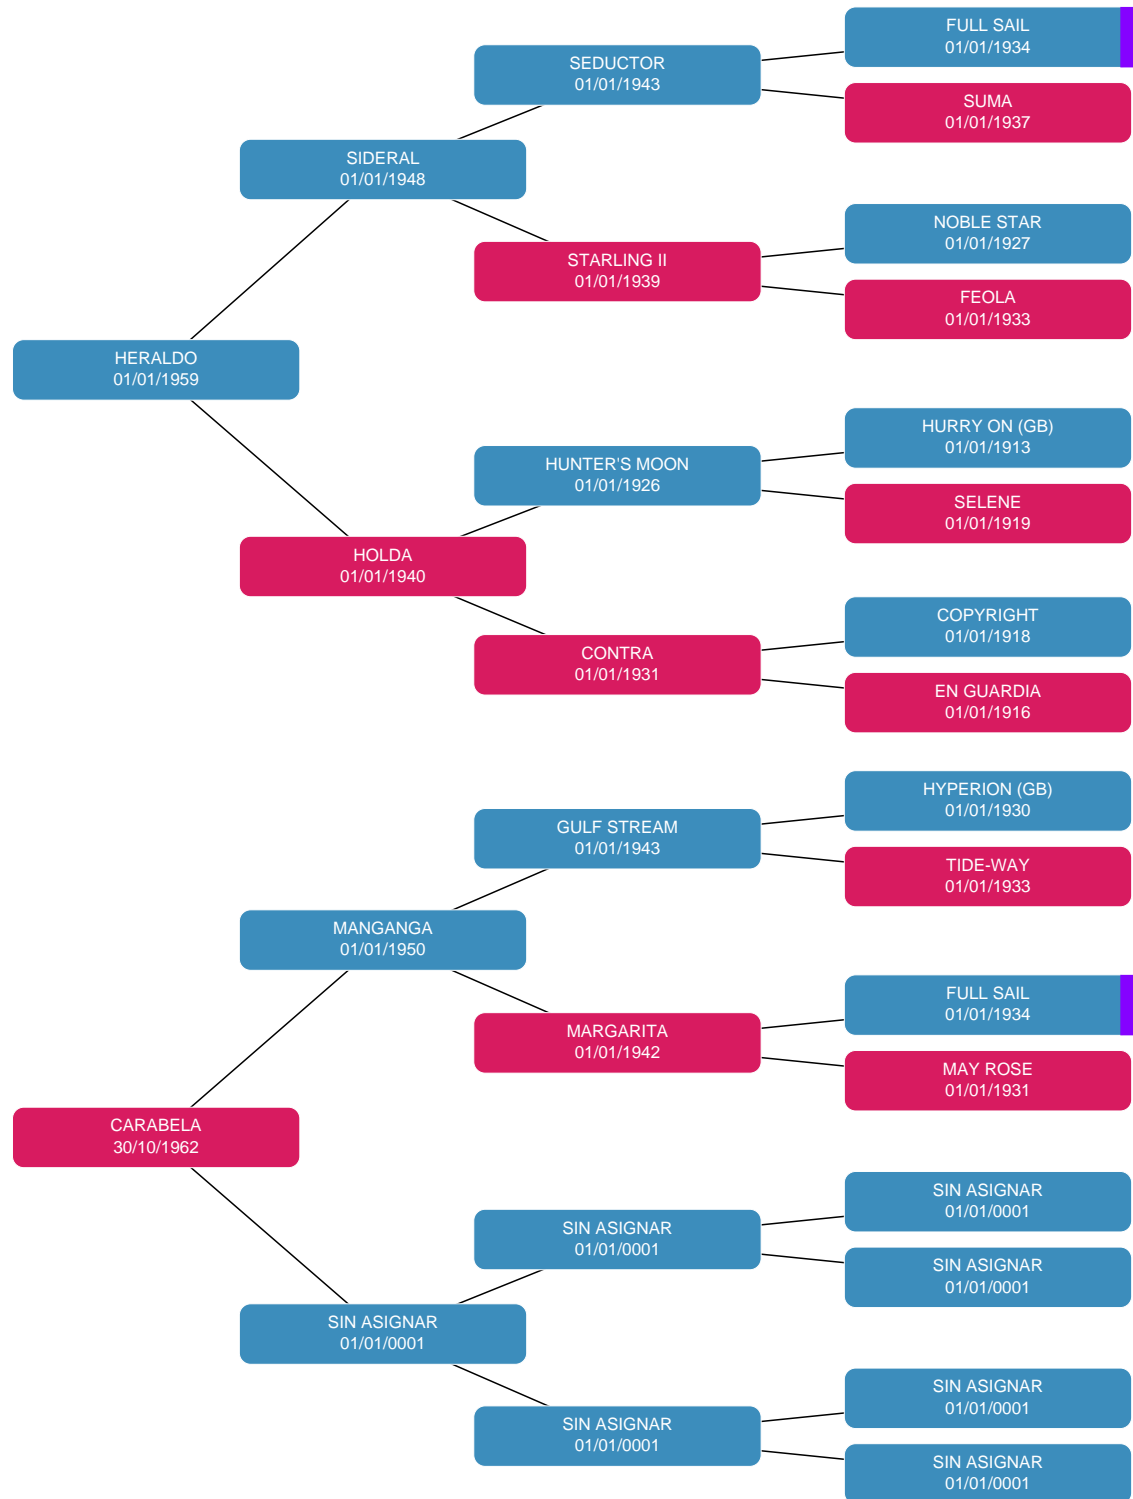 FULL SAIL
01/01/1934
SEDUCTOR
01/01/1943
SUMA
01/01/1937
SIDERAL
01/01/1948
NOBLE STAR
01/01/1927
STARLING II
01/01/1939
FEOLA
01/01/1933
HERALDO
01/01/1959
HURRY ON (GB)
01/01/1913
HUNTER'S MOON
01/01/1926
SELENE
01/01/1919
HOLDA
01/01/1940
COPYRIGHT
01/01/1918
CONTRA
01/01/1931
EN GUARDIA
01/01/1916
HYPERION (GB)
01/01/1930
GULF STREAM
01/01/1943
TIDE-WAY
01/01/1933
MANGANGA
01/01/1950
FULL SAIL
01/01/1934
MARGARITA
01/01/1942
MAY ROSE
01/01/1931
CARABELA
30/10/1962
SIN ASIGNAR
01/01/0001
SIN ASIGNAR
01/01/0001
SIN ASIGNAR
01/01/0001
SIN ASIGNAR
01/01/0001
SIN ASIGNAR
01/01/0001
SIN ASIGNAR
01/01/0001
SIN ASIGNAR
01/01/0001